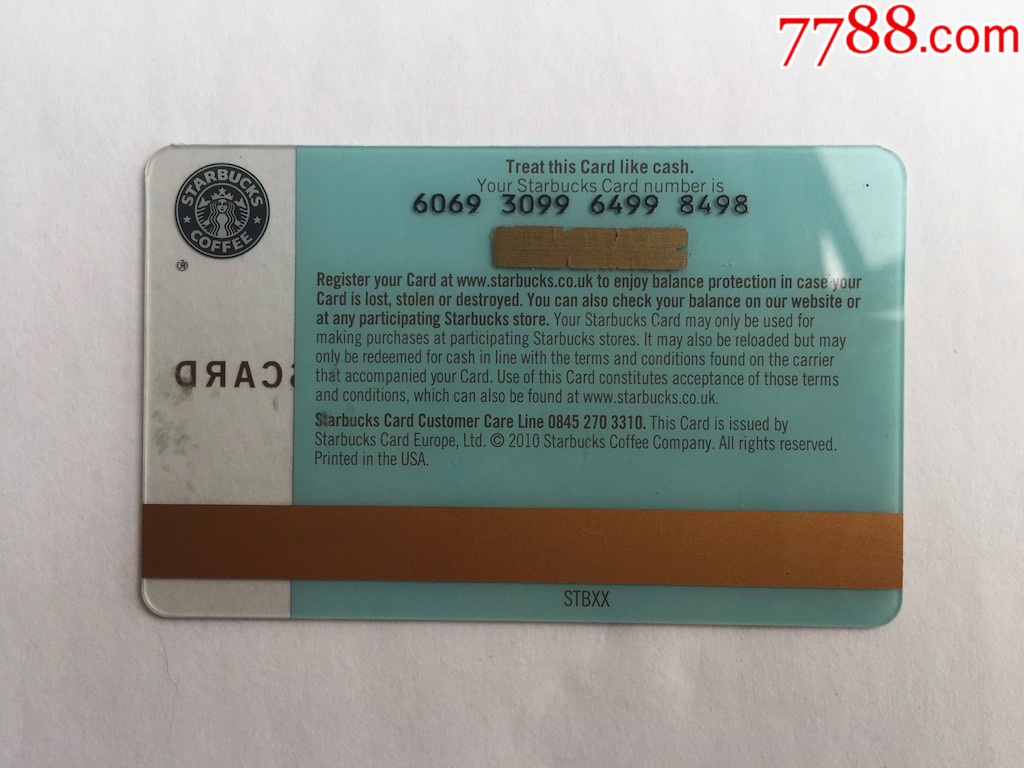 7788.com
STARBUCKS
COFFEE
®
Treat this Card like cash.
Your Starbucks Card number is
6069 3099 6499 8498
Register your Card at www.starbucks.co.uk to enjoy balance protection in case your
Card is lost, stolen or destroyed. You can also check your balance on our website or
at any participating Starbucks store. Your Starbucks Card may only be used for
making purchases at participating Starbucks stores. It may also be reloaded but may
only be redeemed for cash in line with the terms and conditions found on the carrier
that accompanied your Card. Use of this Card constitutes acceptance of those terms
and conditions, which can also be found at www.starbucks.co.uk.
SCARD
Starbucks Card Customer Care Line 0845 270 3310. This Card is issued by
Starbucks Card Europe, Ltd. © 2010 Starbucks Coffee Company. All rights reserved.
Printed in the USA.
STBXX